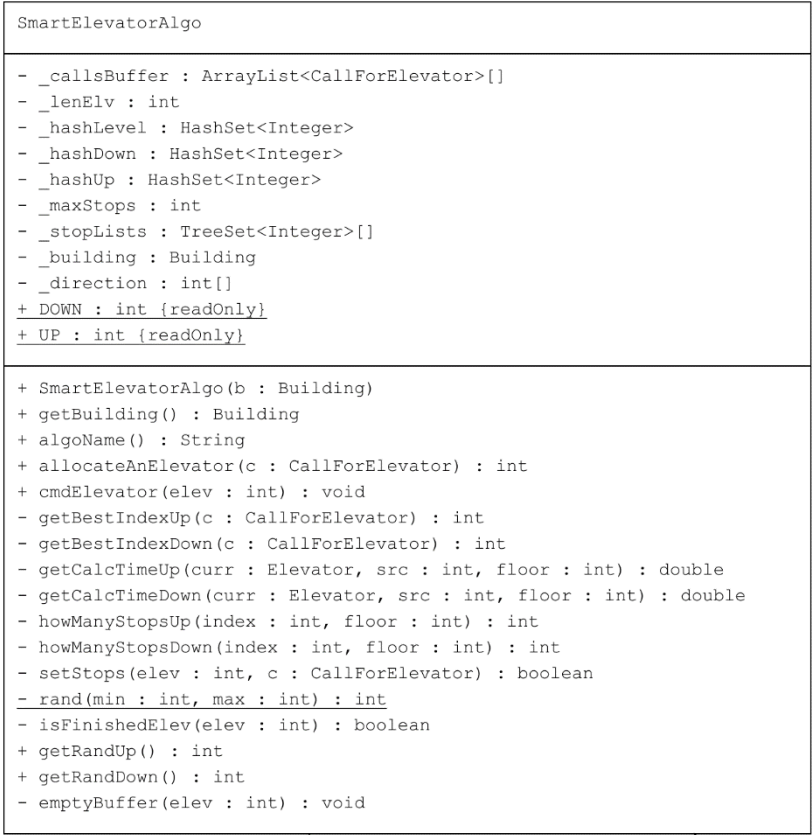 SmartElevatorAlgo
- _callsBuffer : ArrayList<CallForElevator>[]
- _lenElv : int
- _hashLevel : HashSet<Integer>
- _hashDown : HashSet<Integer>
- _hashUp : HashSet<Integer>
- _maxStops : int
- _stopLists : TreeSet<Integer>[]
- _building : Building
- _direction : int[]
+ DOWN : int {readOnly}
+ UP : int {readOnly}
+ SmartElevatorAlgo(b : Building)
+ getBuilding() : Building
+ algoName() : String
+ allocateAnElevator(c : CallForElevator) : int
+ cmdElevator(elev : int) : void
- getBestIndexUp(c : CallForElevator) : int
- getBestIndexDown(c : CallForElevator) : int
- getCalcTimeUp(curr : Elevator, src : int, floor : int) : double
- getCalcTimeDown(curr : Elevator, src : int, floor : int) : double
- howManyStopsUp(index : int, floor : int) : int
- howManyStopsDown(index : int, floor : int) : int
- setStops(elev : int, c : CallForElevator) : boolean
- rand(min : int, max : int) : int
- isFinishedElev(elev : int) : boolean
+ getRandUp() : int
+ getRandDown() : int
- emptyBuffer(elev : int) : void